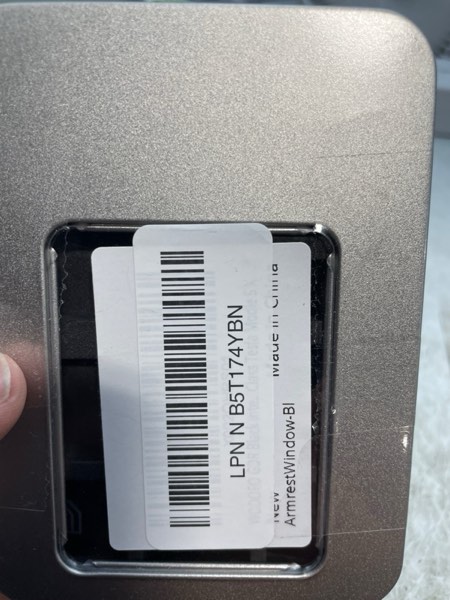 LPN N B5T174YBN
Made in China
ArmrestWindow-Bl
New